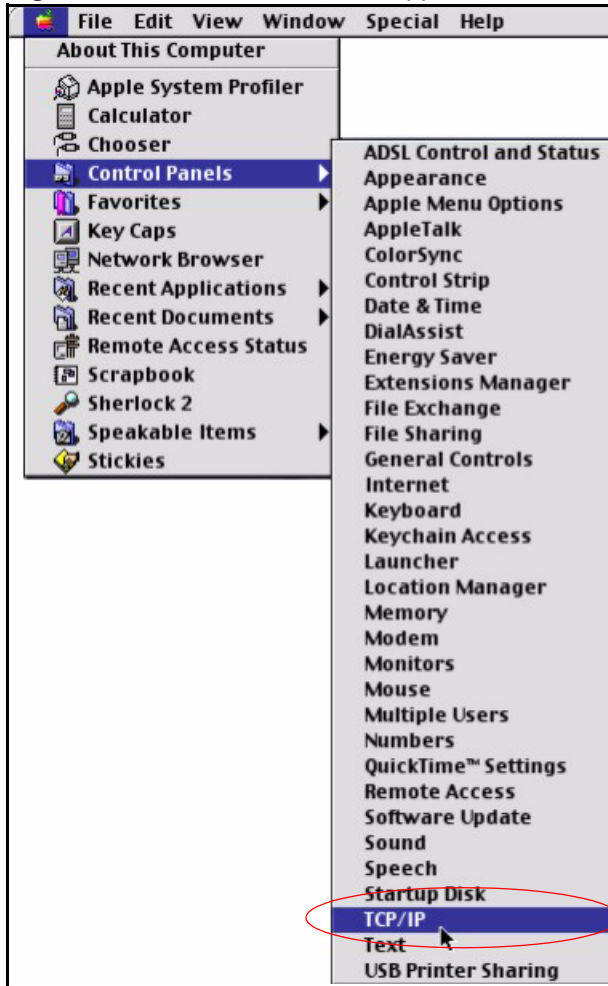 File Edit View Window Special Help
About This Computer
Apple System Profiler
Calculator
Chooser
Control Panels
Favorites
Key Caps
Network Browser
Recent Applications
Recent Documents
Remote Access Status
Scrapbook
Sherlock 2
Speakable Items
Stickies
ADSL Control and Status
Appearance
Apple Menu Options
AppleTalk
ColorSync
Control Strip
Date & Time
DialAssist
Energy Saver
Extensions Manager
File Exchange
File Sharing
General Controls
Internet
Keyboard
Keychain Access
Launcher
Location Manager
Memory
Modem
Monitors
Mouse
Multiple Users
Numbers
QuickTime™ Settings
Remote Access
Software Update
Sound
Speech
Startup Disk
TCP/IP
Text
USB Printer Sharing